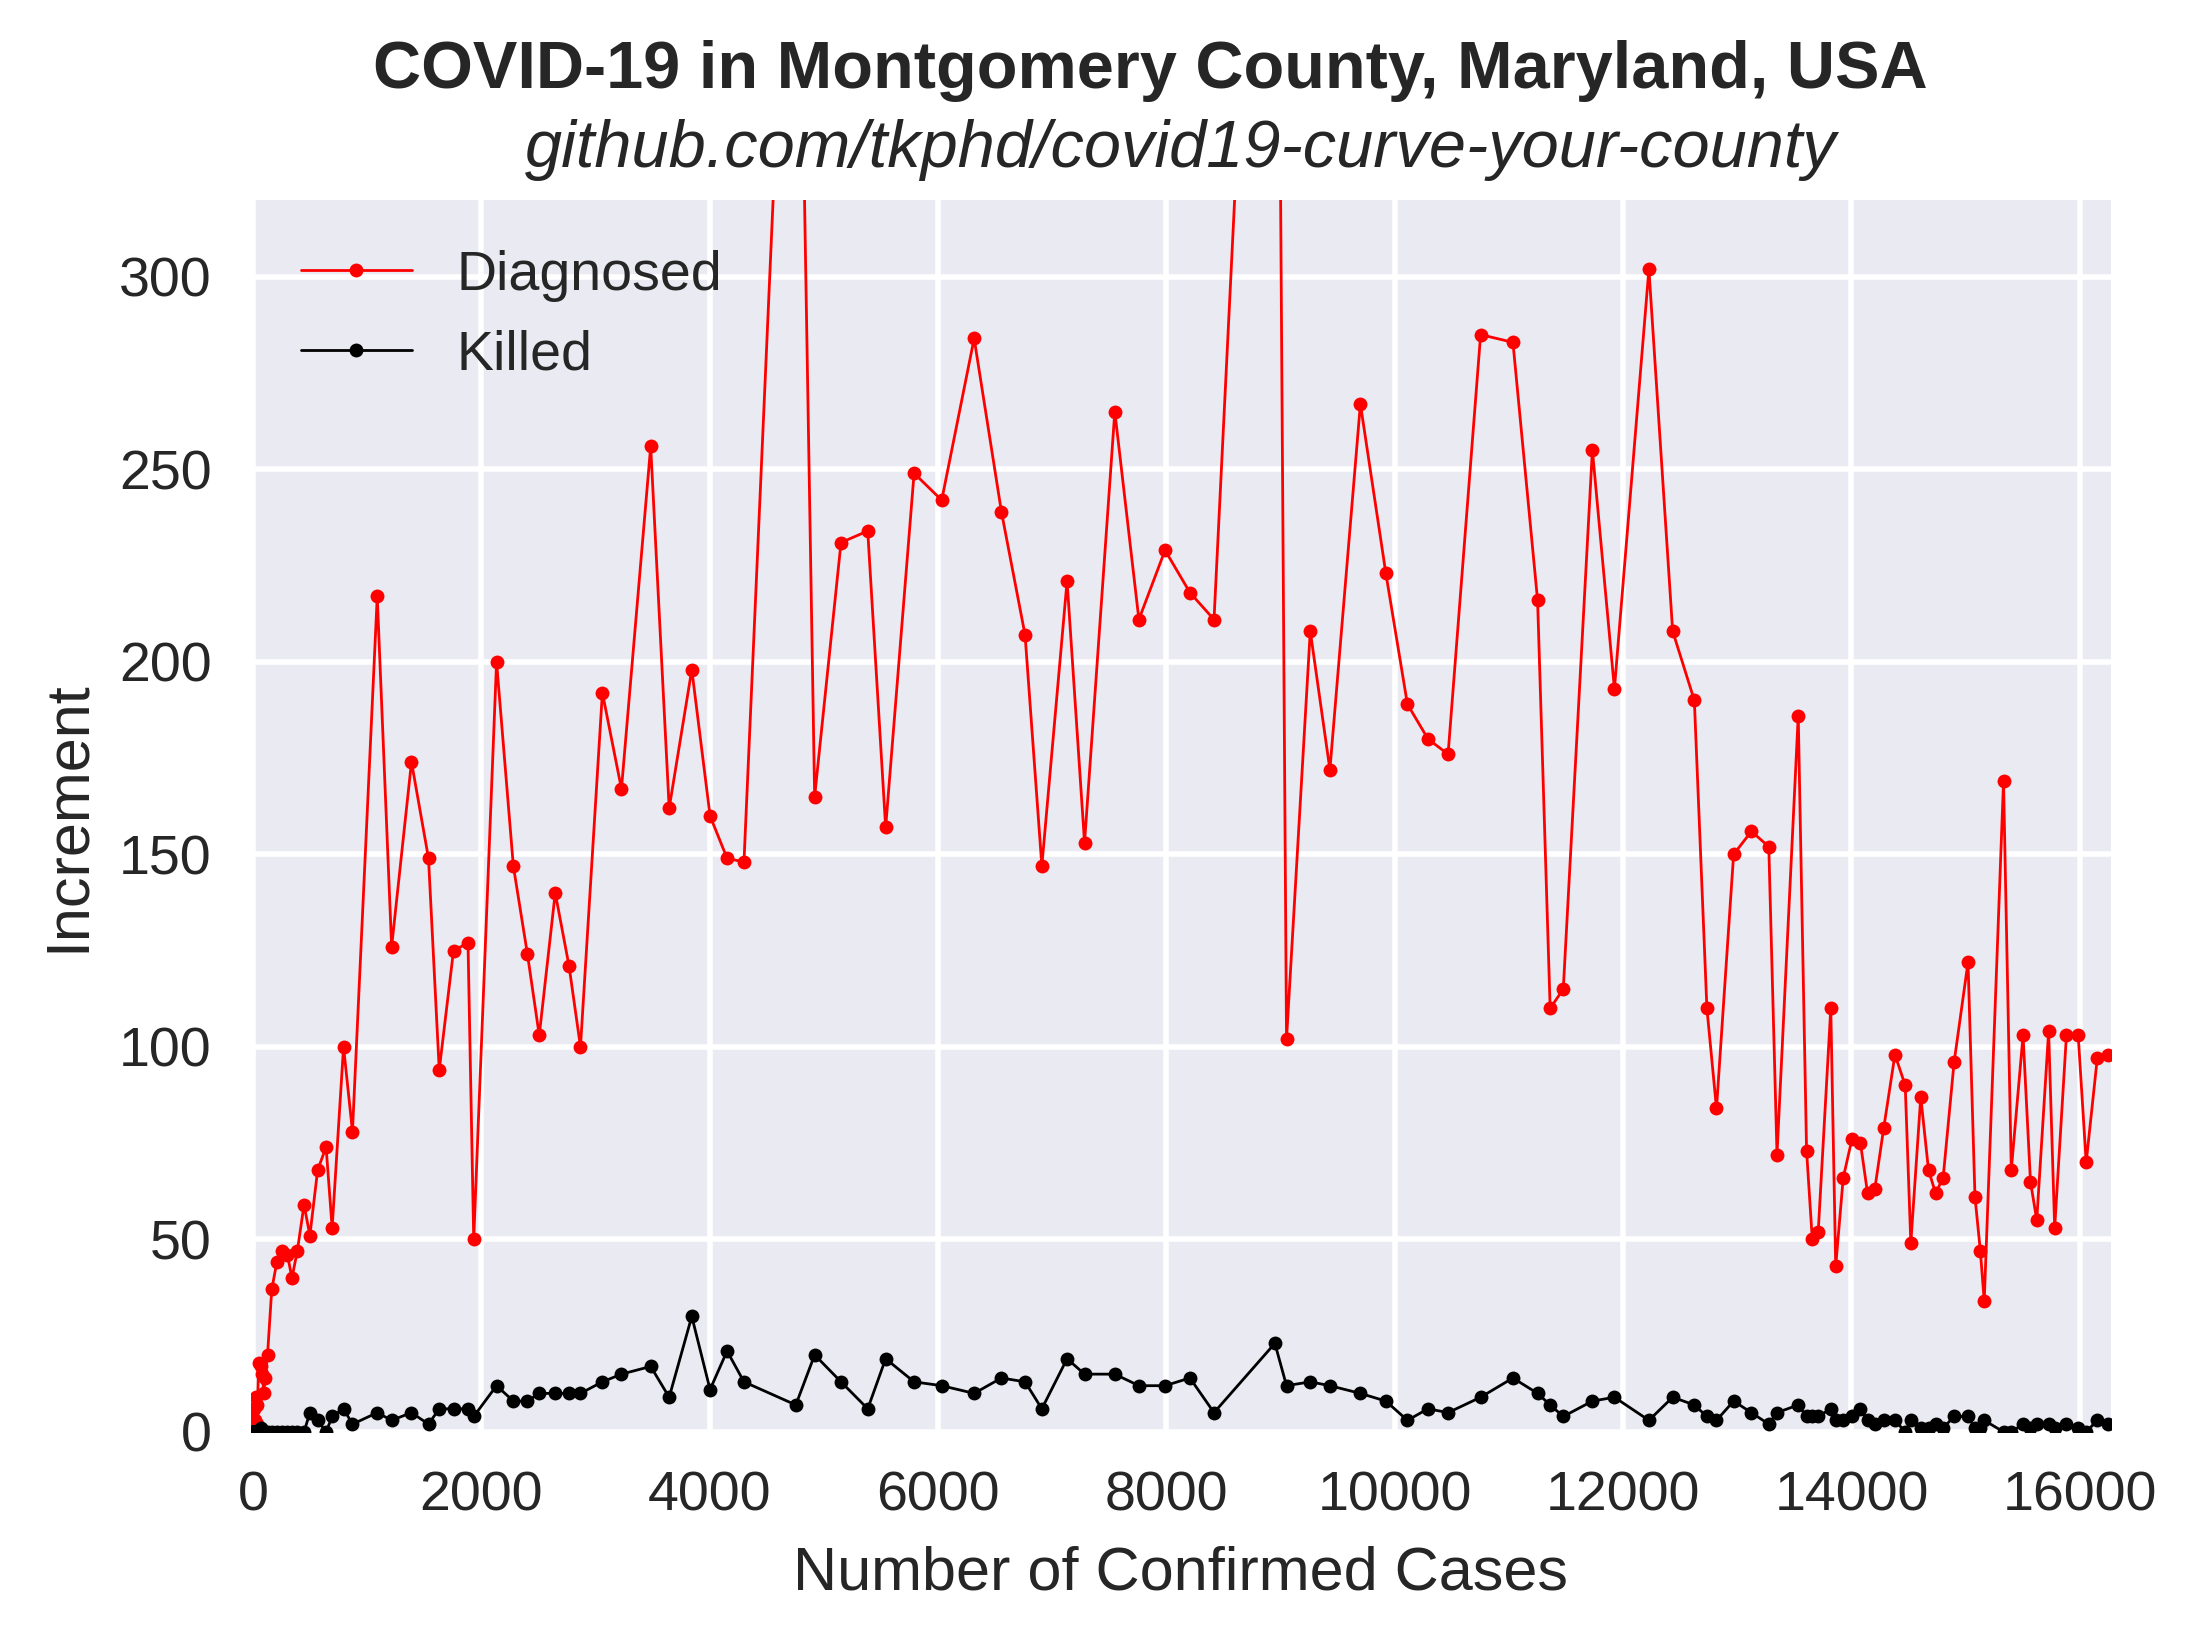 COVID-19 in Montgomery County, Maryland, USA
github.com/tkphd/covid19-curve-your-county
Diagnosed
Killed
300
250
200
150
100
50
0
Increment
0 2000 4000 6000 8000 10000 12000 14000 16000
Number of Confirmed Cases